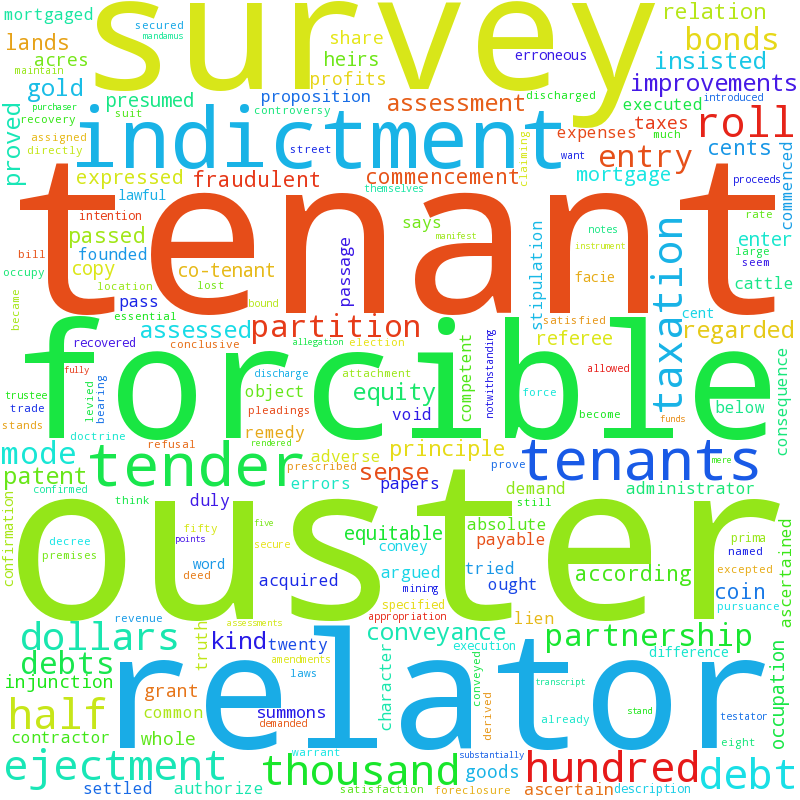 mortgaged
secured
mandamus
survey
share
relation
lands
heirs
erroneous
insisted
bonds
acres
profits
maintain
gold
presumed
proposition
assessment
discharged
improvements
introduced
purchaser
recovery
suit
controversy
executed
much
proved
assigned
directly
indictment
street
claiming
expenses
want
taxes
roll
cents
commenced
expressed
fraudulent
commencement
entry
mortgage
proceeds
lawful
themselves
tenant
intention
says
notes
rate
passed
founded
passage
manifest
stipulation
instrument
taxation
enter
large
bill
copy
co-tenant
facie
seem
occupy
location
lost
bound
cattle
became
essential
pass
assessed
partition
satisfied
cent
regarded
recovered
conclusive
allegation
election
referee
forcible
notwithstanding
consequence
fully
discharge
attachment
competent
allowed
trustee
levied
bearing
object
equity
force
trade
pleadings
void
become
funds
below
stands
doctrine
refusal
remedy
rendered
mode
tender
adverse
principle
tenants
mere
patent
errors
prescribed
sense
prove
confirmed
papers
demand
administrator
confirmation
think
duly
still
ouster
fifty
five
equitable
absolute
ascertained
decree
points
secure
convey
payable
prima
premises
word
argued
tried
named
deed
acquired
mining
ought
according
excepted
specified
coin
pursuance
revenue
appropriation
lien
dollars
truth
assessments
kind
twenty
conveyance
partnership
debts
amendments
execution
difference
occupation
injunction
laws
character
conveyed
relator
transcript
grant
demanded
half
common
summons
derived
already
stand
testator
contractor
whole
eight
ejectment
warrant
substantially
thousand
goods
hundred
debt
settled
authorize
satisfaction
foreclosure
ascertain
description